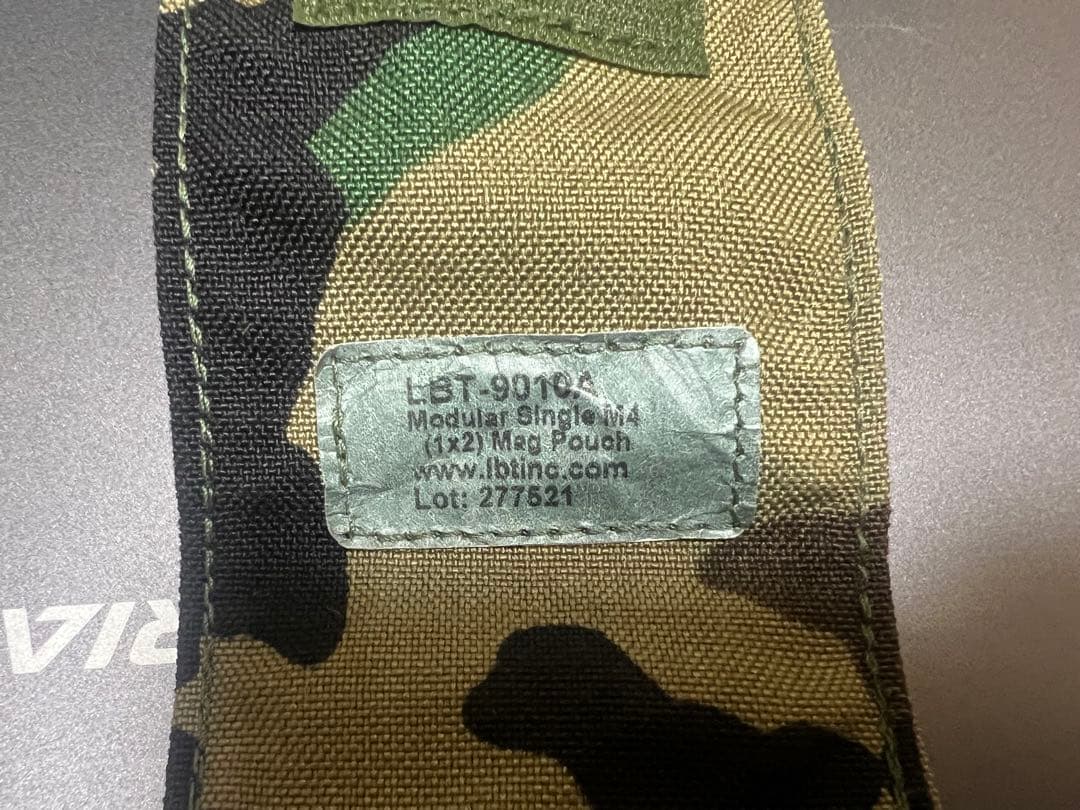 LBT-9010A
Modular Single M4
(1x2) Mag Pouch
www.lbtinc.com
Lot: 277521